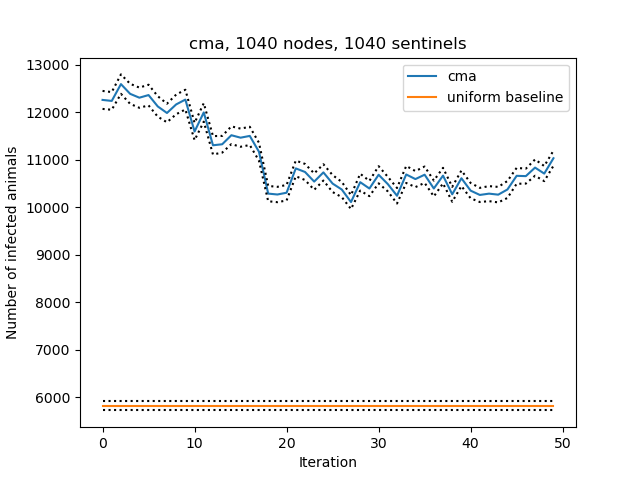 cma, 1040 nodes, 1040 sentinels
cma
uniform baseline
Number of infected animals
13000
12000
11000
10000
9000
8000
7000
6000
0 10 20 30 40 50
Iteration